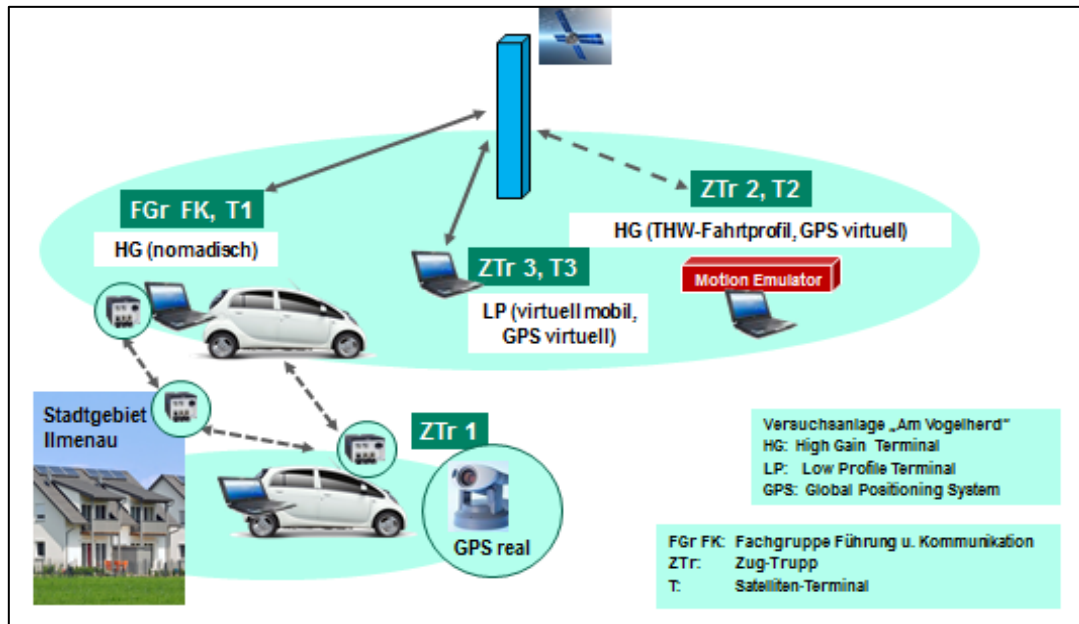 FGr FK, T1
HG (nomadisch)
ZTr 2, T2
HG (THW-Fahrtprofil, GPS virtuell)
ZTr 3, T3
LP (virtuell mobil,
GPS virtuell)
Motion Emulator
Stadtgebiet
Ilmenau
ZTr 1
GPS real
Versuchsanlage „Am Vogelherd"
HG: High Gain Terminal
LP: Low Profile Terminal
GPS: Global Positioning System
FGr FK: Fachgruppe Führung u. Kommunikation
ZTr: Zug-Trupp
T: Satelliten-Terminal